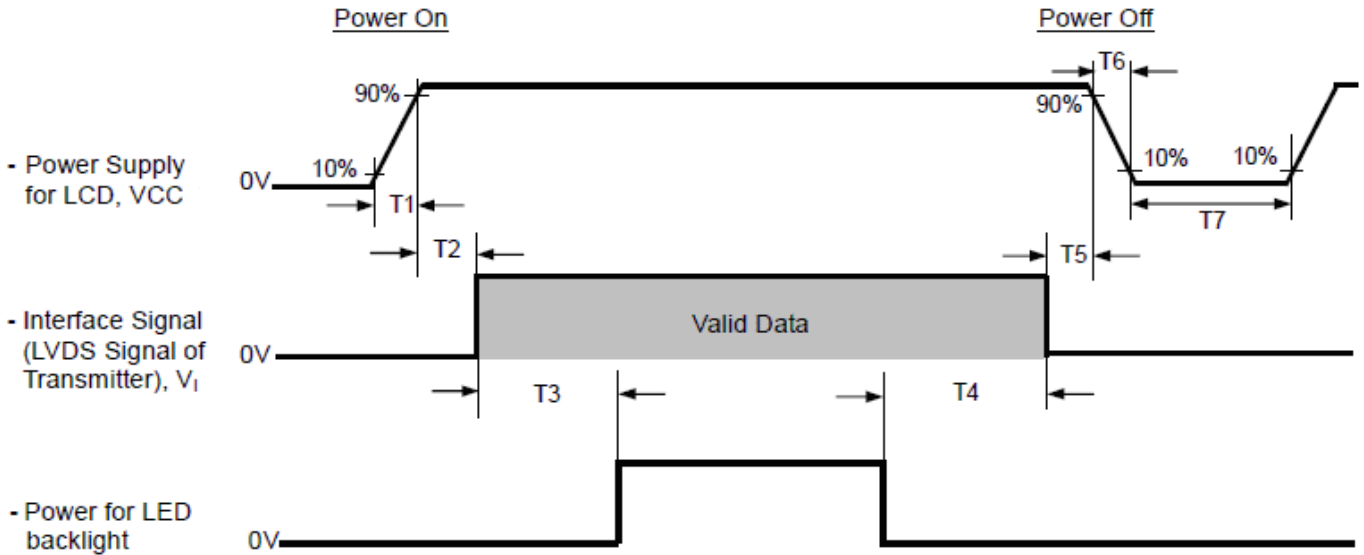 Power On
Power Off
T6
90%
90%
- Power Supply
for LCD, VCC
0V
10%
10%
10%
T1
T7
T2
T5
- Interface Signal
(LVDS Signal of
Transmitter), VI
0V
Valid Data
T3
T4
- Power for LED
backlight
0V